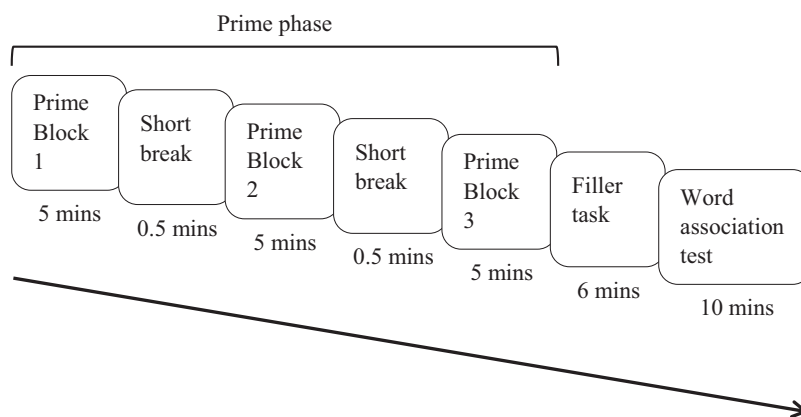 Prime phase
Prime
Block
1
5 mins
Short
break
0.5 mins
Prime
Block
2
5 mins
Short
break
0.5 mins
Prime
Block
3
5 mins
Filler
task
6 mins
Word
association
test
10 mins